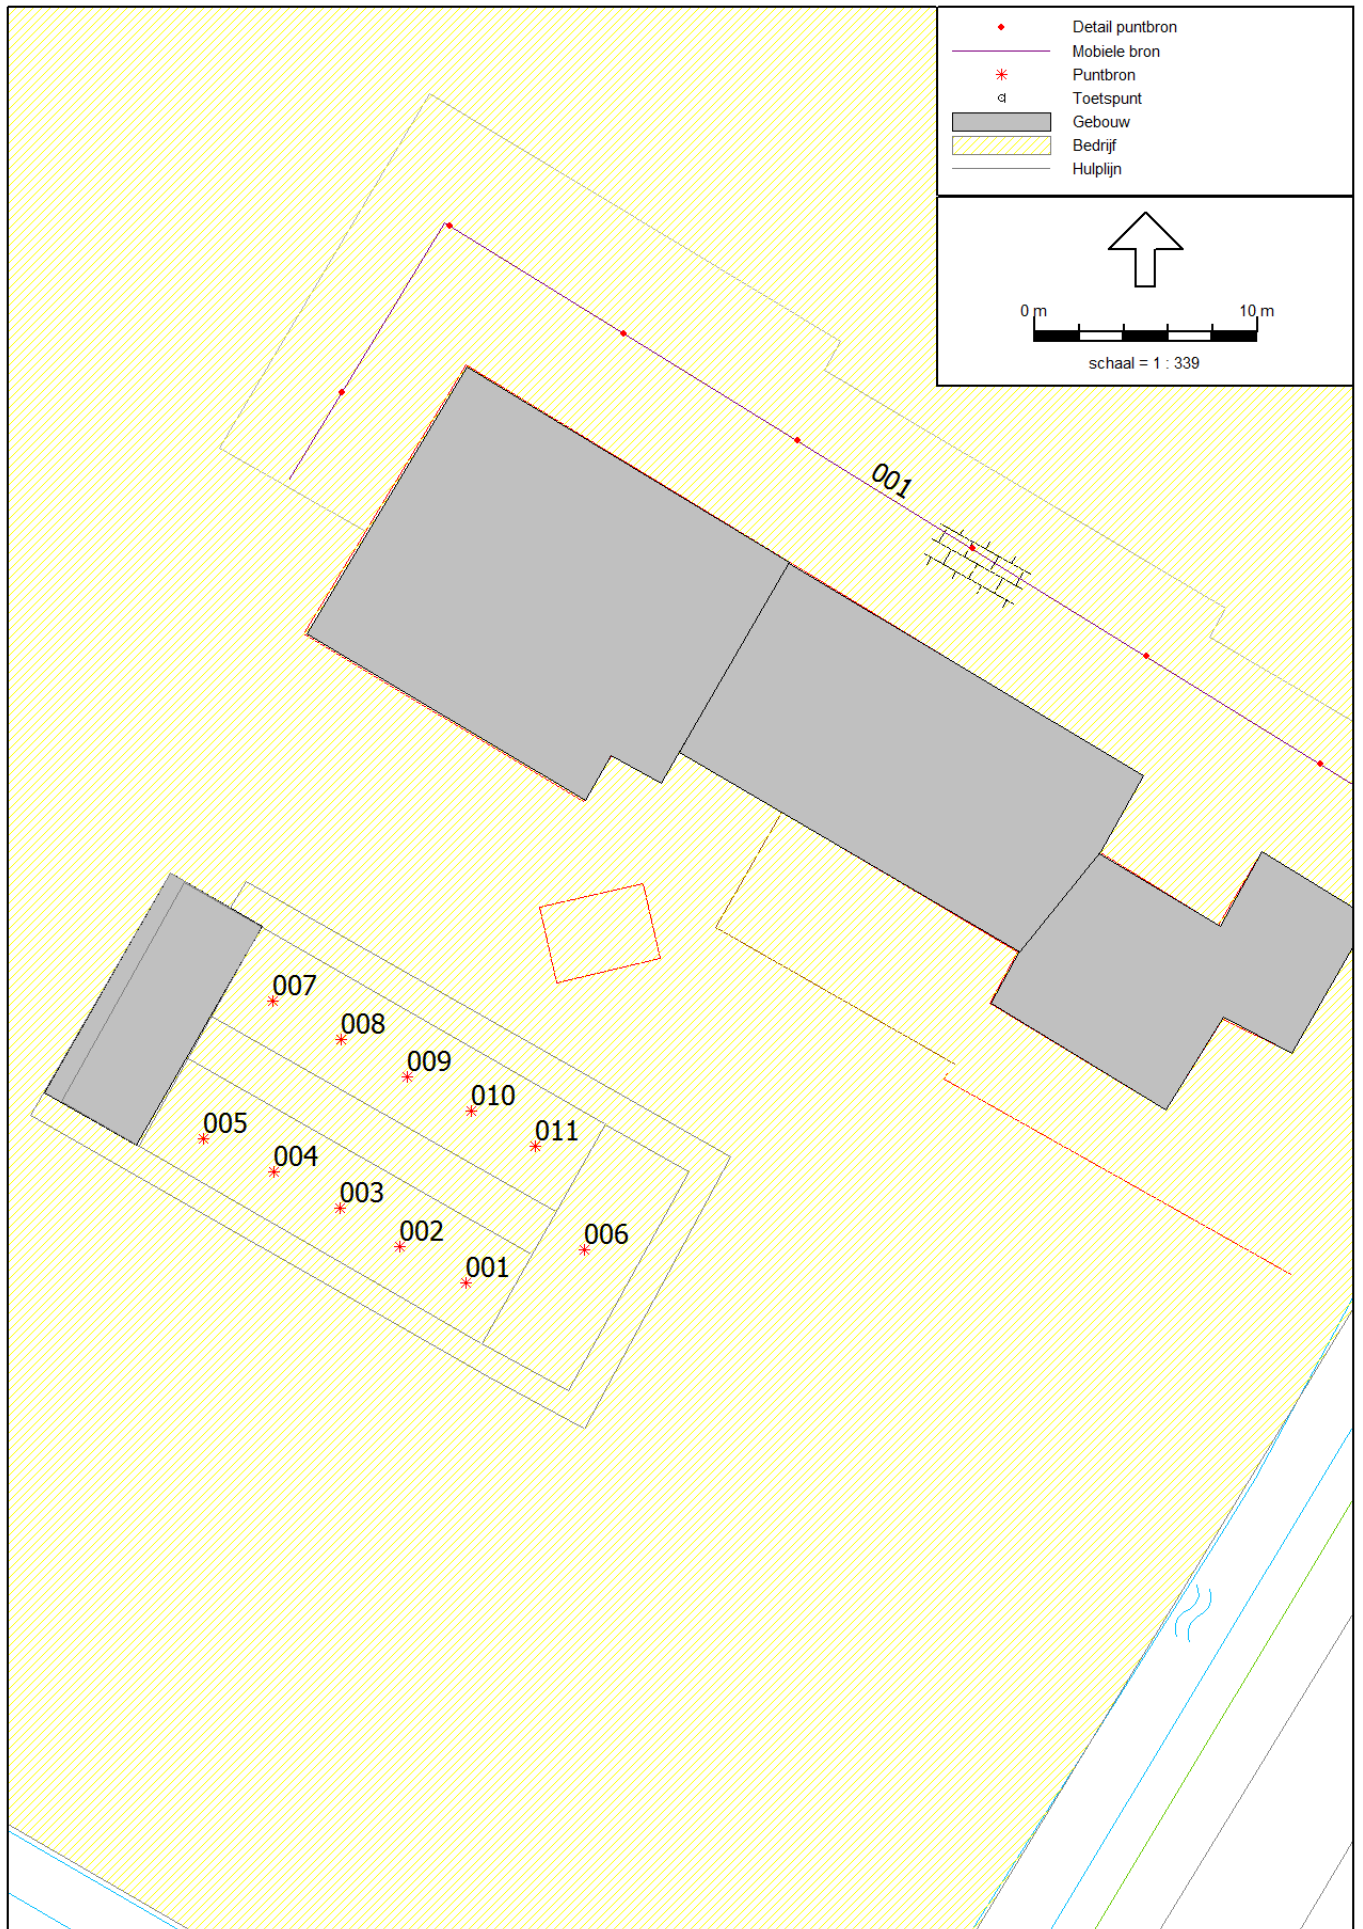 Detail puntbron
Mobiele bron
Puntbron
Toetspunt
Gebouw
Bedrijf
Hulplijn
0 m 10 m
schaal = 1 : 339
001
007
008
009
010
011
005
004
003
002
001
006